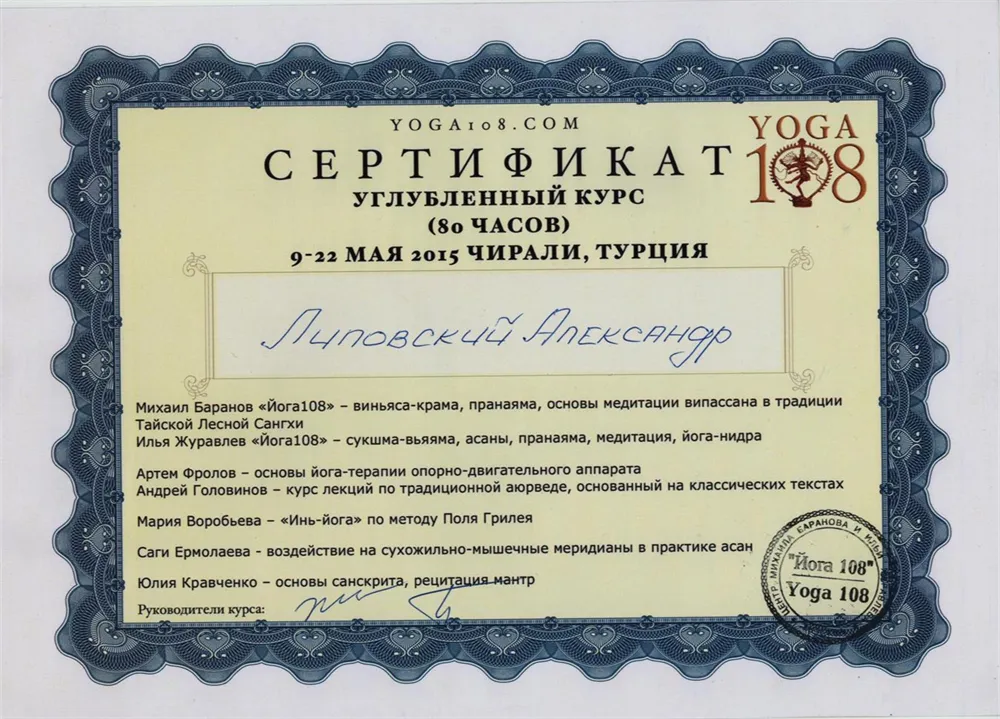 YOGA108.COM
YOGA
108
СЕРТИФИКАТ
УГЛУБЛЕННЫЙ КУРС
(80 ЧАСОВ)
9-22 МАЯ 2015 ЧИРАЛИ, ТУРЦИЯ
Липовский Александр
Михаил Баранов «Йога108» – виньяса-крама, пранаяма, основы медитации випассана в традиции
Тайской Лесной Сангхи
Илья Журавлев «Йога108» – сукшма-вьяяма, асаны, пранаяма, медитация, йога-нидра
Артем Фролов – основы йога-терапии опорно-двигательного аппарата
Андрей Головинов – курс лекций по традиционной аюрведе, основанный на классических текстах
Мария Воробьева – «Инь-йога» по методу Поля Грилея
Саги Ермолаева - воздействие на сухожильно-мышечные меридианы в практике асан
Юлия Кравченко – основы санскрита, рецитация мантр
Руководители курса:
ЦЕНТР МИХАИЛА БАРАНОВА И ИЛЬИ
"Йога 108"
Yoga 108